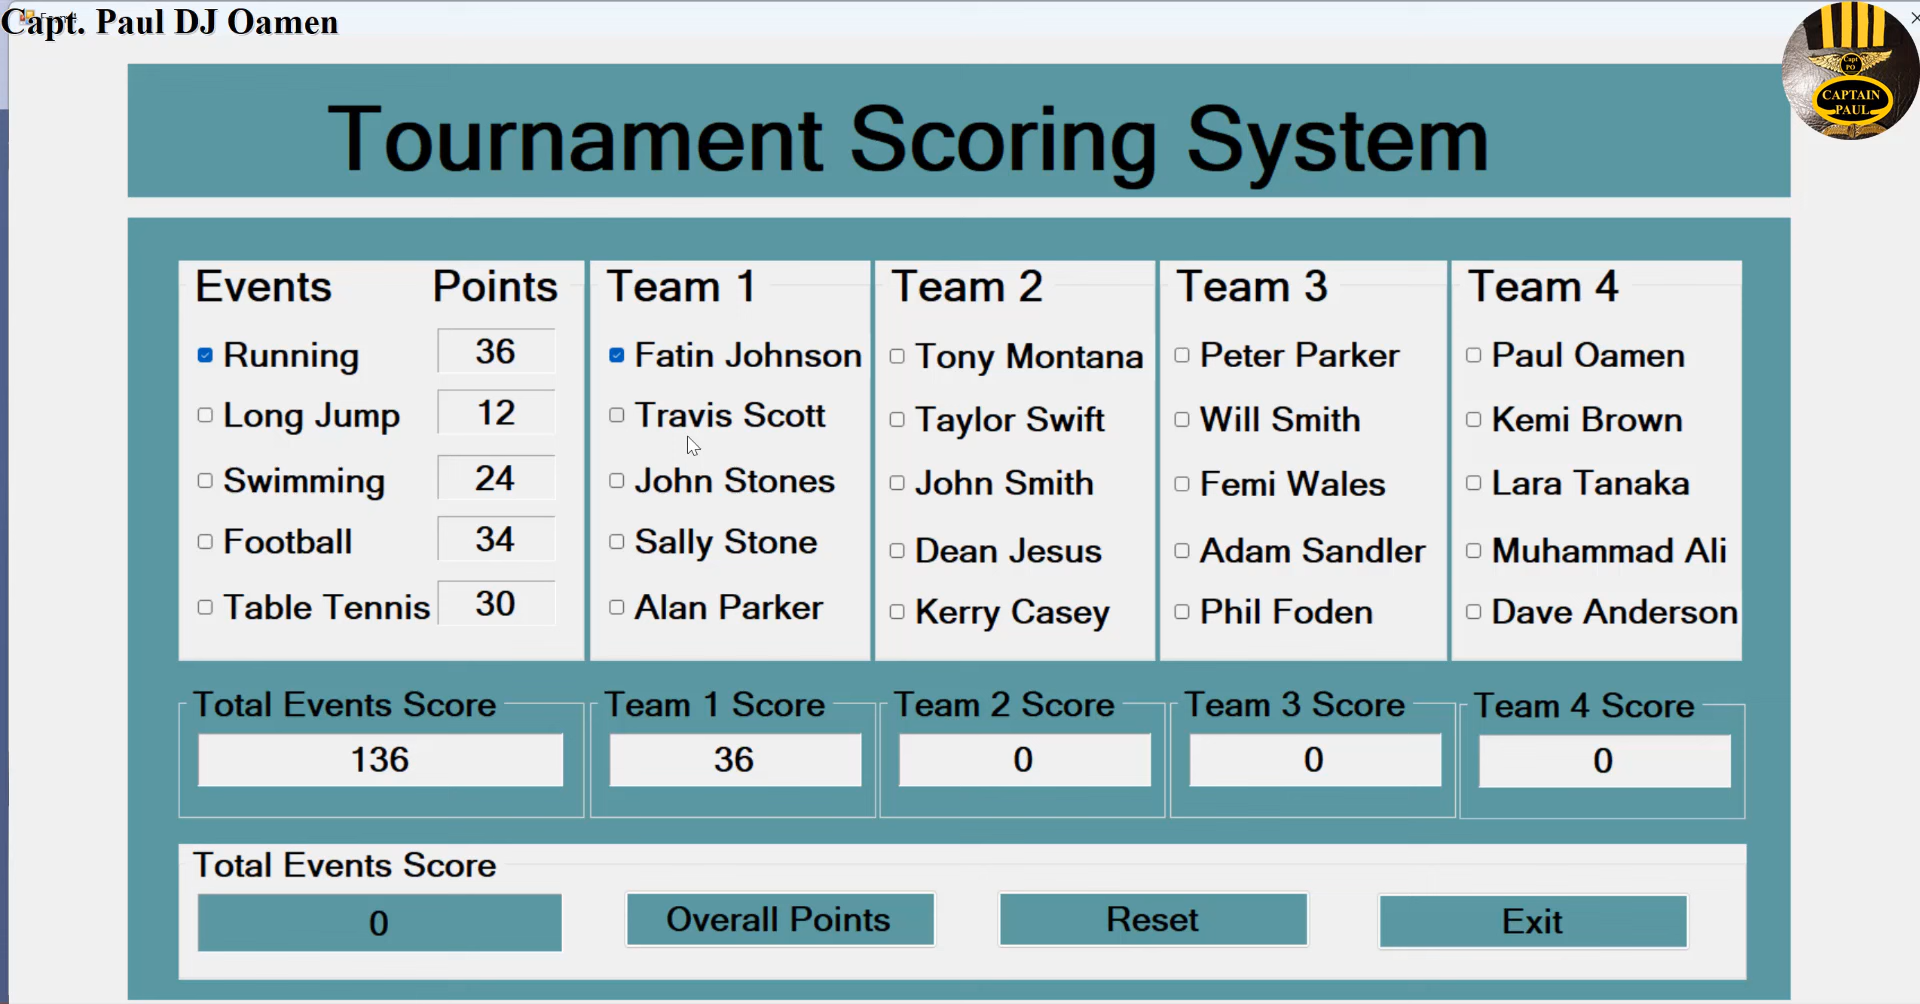 Capt. Paul DJ Oamen
Capt
PO
CAPTAIN
PAUL
Tournament Scoring System
Events Points Team 1 Team 2 Team 3 Team 4
Running 36 Fatin Johnson Tony Montana Peter Parker Paul Oamen
Long Jump 12 Travis Scott Taylor Swift Will Smith Kemi Brown
Swimming 24 John Stones John Smith Femi Wales Lara Tanaka
Football 34 Sally Stone Dean Jesus Adam Sandler Muhammad Ali
Table Tennis 30 Alan Parker Kerry Casey Phil Foden Dave Anderson
Total Events Score Team 1 Score Team 2 Score Team 3 Score Team 4 Score
136 36 0 0 0
Total Events Score
0 Overall Points Reset Exit